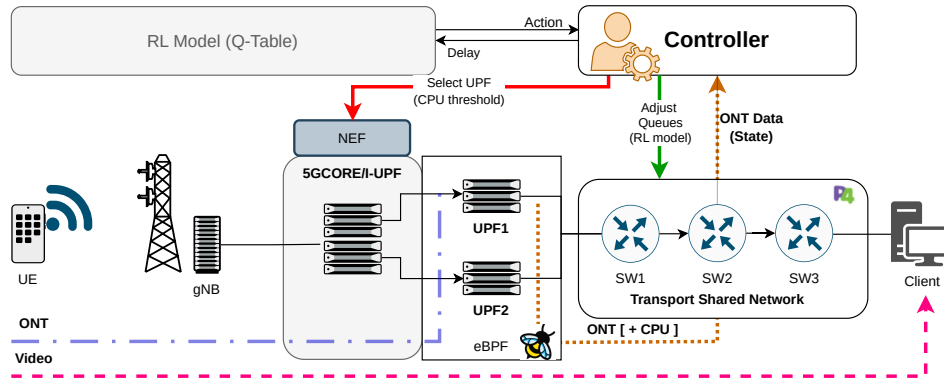 RL Model (Q-Table)
Action
Delay
Controller
Select UPF
(CPU threshold)
Adjust
Queues
(RL model)
ONT Data
(State)
NEF
5GCORE/I-UPF
P4
UPF1
UE
gNB
SW1
SW2
SW3
Client
Transport Shared Network
UPF2
ONT
ONT [ + CPU ]
eBPF
Video